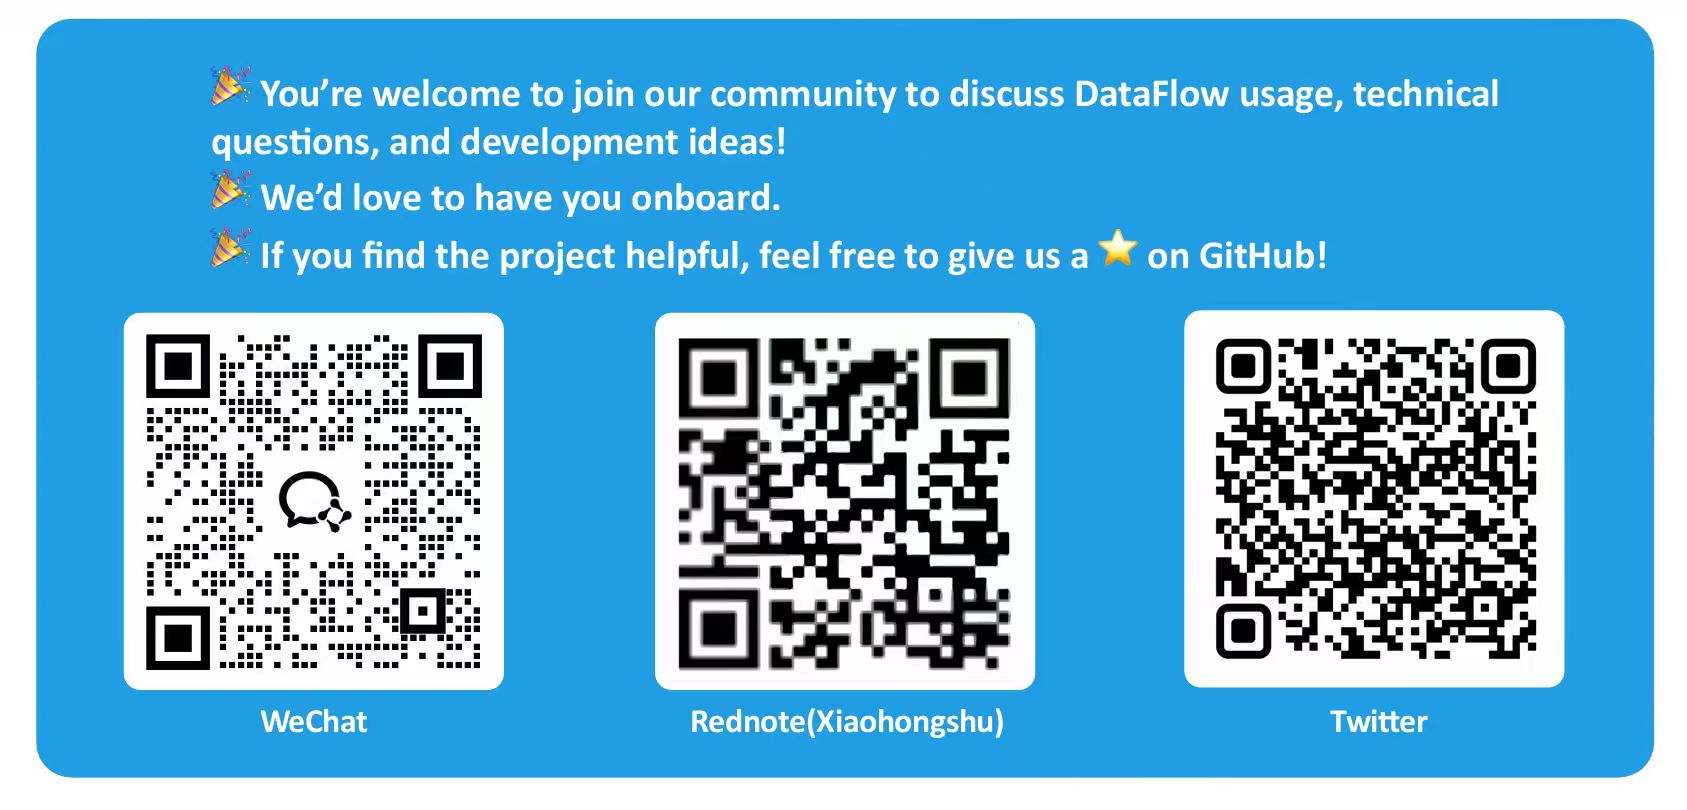 🎉 You’re welcome to join our community to discuss DataFlow usage, technical
questions, and development ideas!
🎉 We’d love to have you onboard.
🎉 If you find the project helpful, feel free to give us a ⭐ on GitHub!
WeChat
Rednote(Xiaohongshu)
Twitter